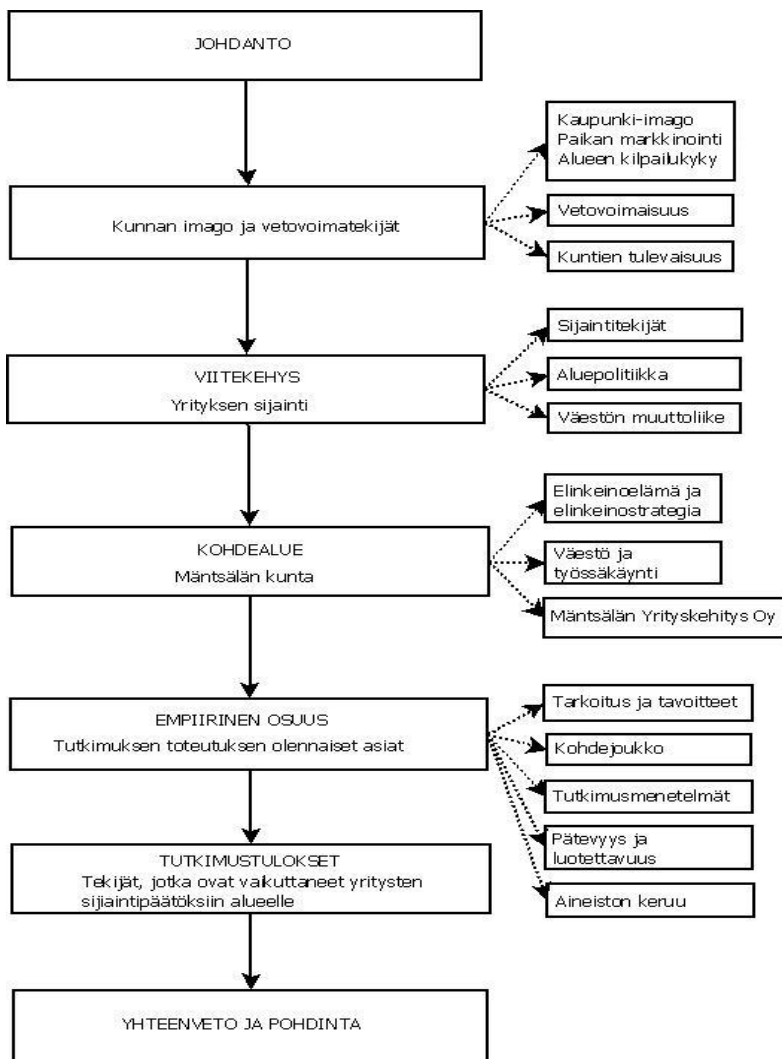 JOHDANTO
Kunnan imago ja vetovoimatekijät
Kaupunki-imago
Paikan markkinointi
Alueen kilpailukyky
Vetovoimaisuus
Kuntien tulevaisuus
VIITEKEHYS
Yrityksen sijainti
Sijaintitekijät
Aluepolitiikka
Väestön muuttoliike
KOHDEALUE
Mäntsälän kunta
Elinkeinoelämä ja
elinkeinostrategia
Väestö ja
työssäkäynti
Mäntsälän Yrityskehitys Oy
EMPIIRINEN OSUUS
Tutkimuksen toteutuksen olennaiset asiat
Tarkoitus ja tavoitteet
Kohdejoukko
Tutkimusmenetelmät
Pätevyys ja
luotettavuus
Aineiston keruu
TUTKIMUSTULOKSET
Tekijät, jotka ovat vaikuttaneet yritysten
sijiaintipäätöksiin alueelle
YHTEENVETO JA POHDINTA